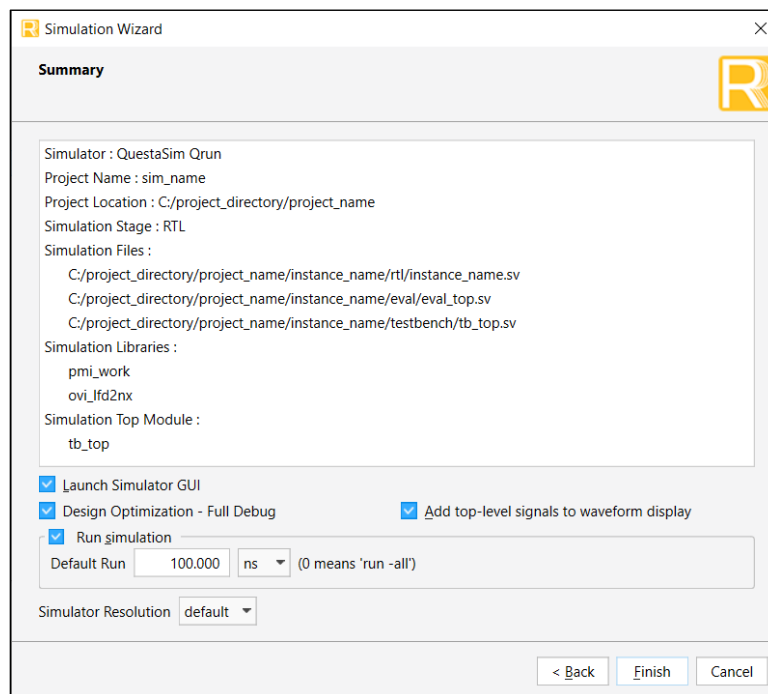 Simulation Wizard
Summary
Simulator : QuestaSim Qrun
Project Name : sim_name
Project Location : C:/project_directory/project_name
Simulation Stage : RTL
Simulation Files :
C:/project_directory/project_name/instance_name/rtl/instance_name.sv
C:/project_directory/project_name/instance_name/eval/eval_top.sv
C:/project_directory/project_name/instance_name/testbench/tb_top.sv
Simulation Libraries :
pmi_work
ovi_lfd2nx
Simulation Top Module :
tb_top
Launch Simulator GUI
Design Optimization - Full Debug Add top-level signals to waveform display
Run simulation
Default Run 100.000 ns (0 means 'run -all')
Simulator Resolution default
< Back Finish Cancel